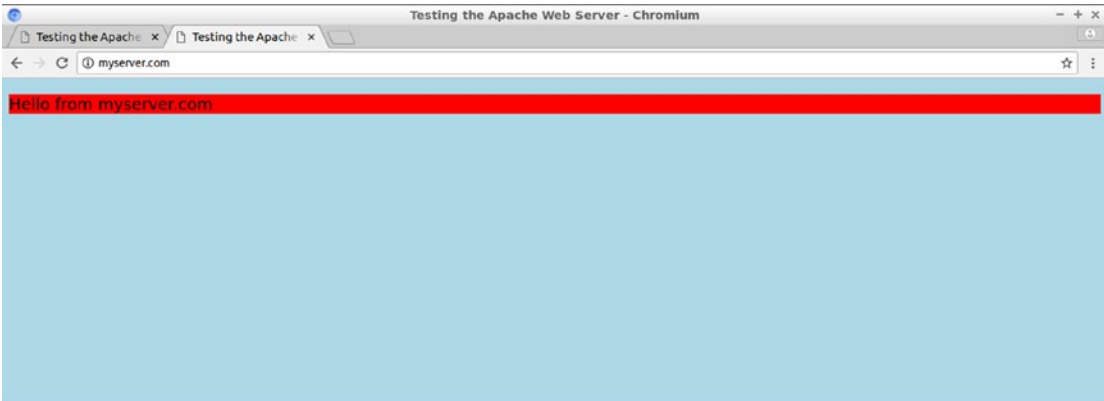 Testing the Apache Web Server - Chromium
Testing the Apache
Testing the Apache
myserver.com
Hello from myserver.com